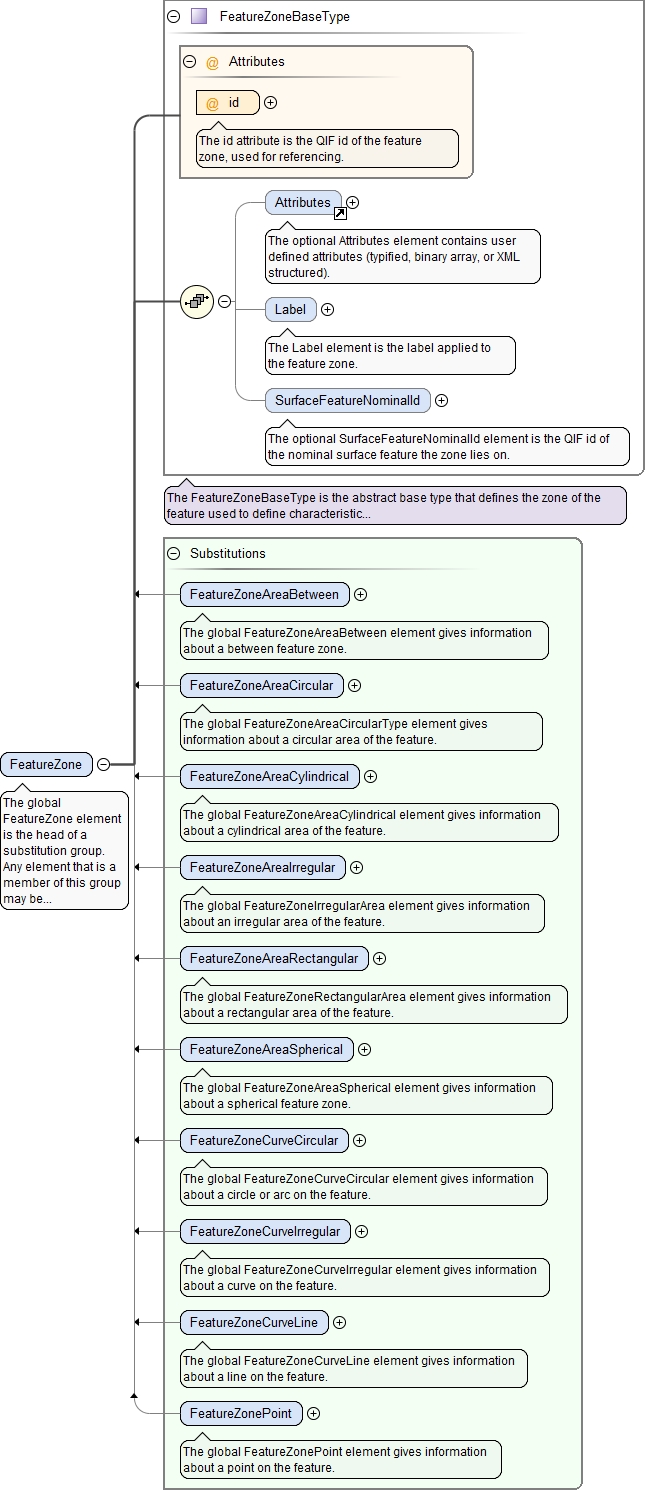 FeatureZoneBaseType
@ Attributes
@ id
The id attribute is the QIF id of the feature
zone, used for referencing.
Attributes
The optional Attributes element contains user
defined attributes (typified, binary array, or XML
structured).
Label
The Label element is the label applied to
the feature zone.
SurfaceFeatureNominalId
The optional SurfaceFeatureNominalId element is the QIF id of
the nominal surface feature the zone lies on.
The FeatureZoneBaseType is the abstract base type that defines the zone of the
feature used to define characteristic...
Substitutions
FeatureZoneAreaBetween
The global FeatureZoneAreaBetween element gives information
about a between feature zone.
FeatureZoneAreaCircular
The global FeatureZoneAreaCircularType element gives
information about a circular area of the feature.
FeatureZone
The global
FeatureZone element
is the head of a
substitution group.
Any element that is a
member of this group
may be...
FeatureZoneAreaCylindrical
The global FeatureZoneAreaCylindrical element gives information
about a cylindrical area of the feature.
FeatureZoneAreaIrregular
The global FeatureZoneIrregularArea element gives information
about an irregular area of the feature.
FeatureZoneAreaRectangular
The global FeatureZoneRectangularArea element gives information
about a rectangular area of the feature.
FeatureZoneAreaSpherical
The global FeatureZoneAreaSpherical element gives information
about a spherical feature zone.
FeatureZoneCurveCircular
The global FeatureZoneCurveCircular element gives information
about a circle or arc on the feature.
FeatureZoneCurveIrregular
The global FeatureZoneCurveIrregular element gives information
about a curve on the feature.
FeatureZoneCurveLine
The global FeatureZoneCurveLine element gives information
about a line on the feature.
FeatureZonePoint
The global FeatureZonePoint element gives information
about a point on the feature.